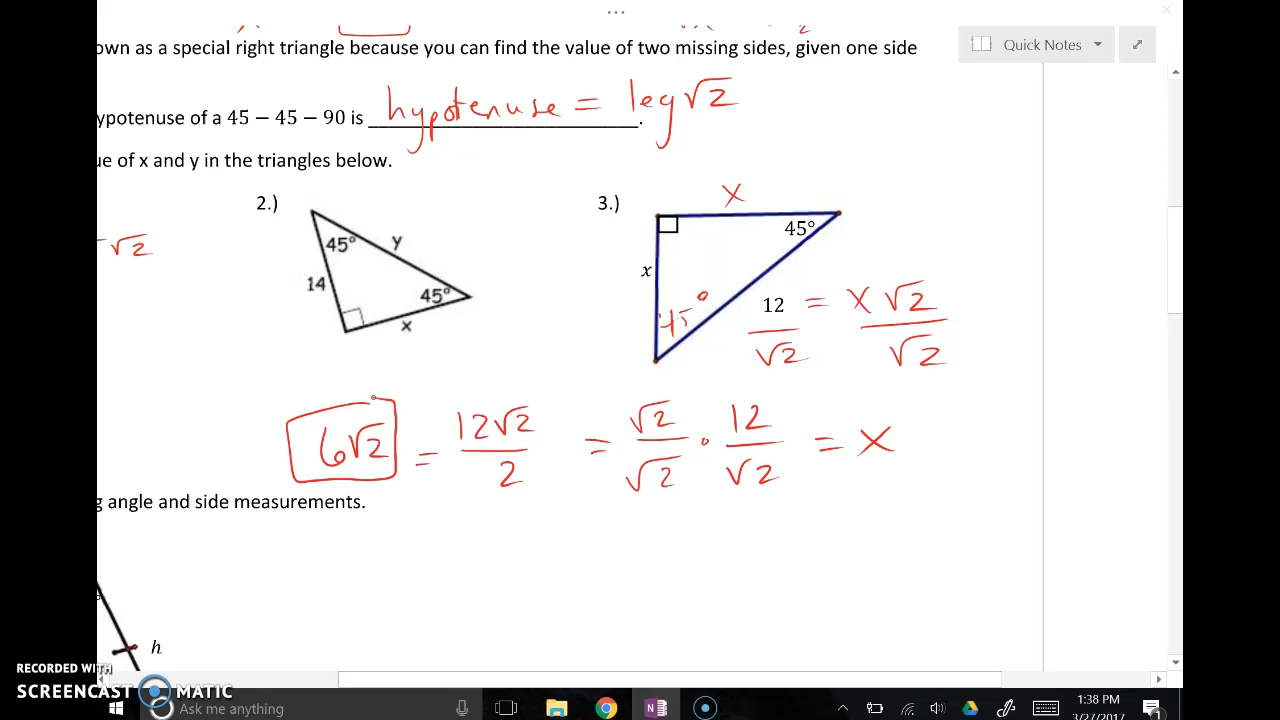 own as a special right triangle because you can find the value of two missing sides, given one side
Quick Notes
ypotenuse of a 45 − 45 − 90 is hypotenuse = leg√2.
ue of x and y in the triangles below.
2.)
3.)
√2
45°
y
14
45°
x
x
45°
x
45°
12 = x√2
√2 √2
6√2 = 12√2/2 = √2/√2 · 12/√2 = x
g angle and side measurements.
h
RECORDED WITH
SCREENCAST MATIC
Ask me anything
1:38 PM
3/27/2017